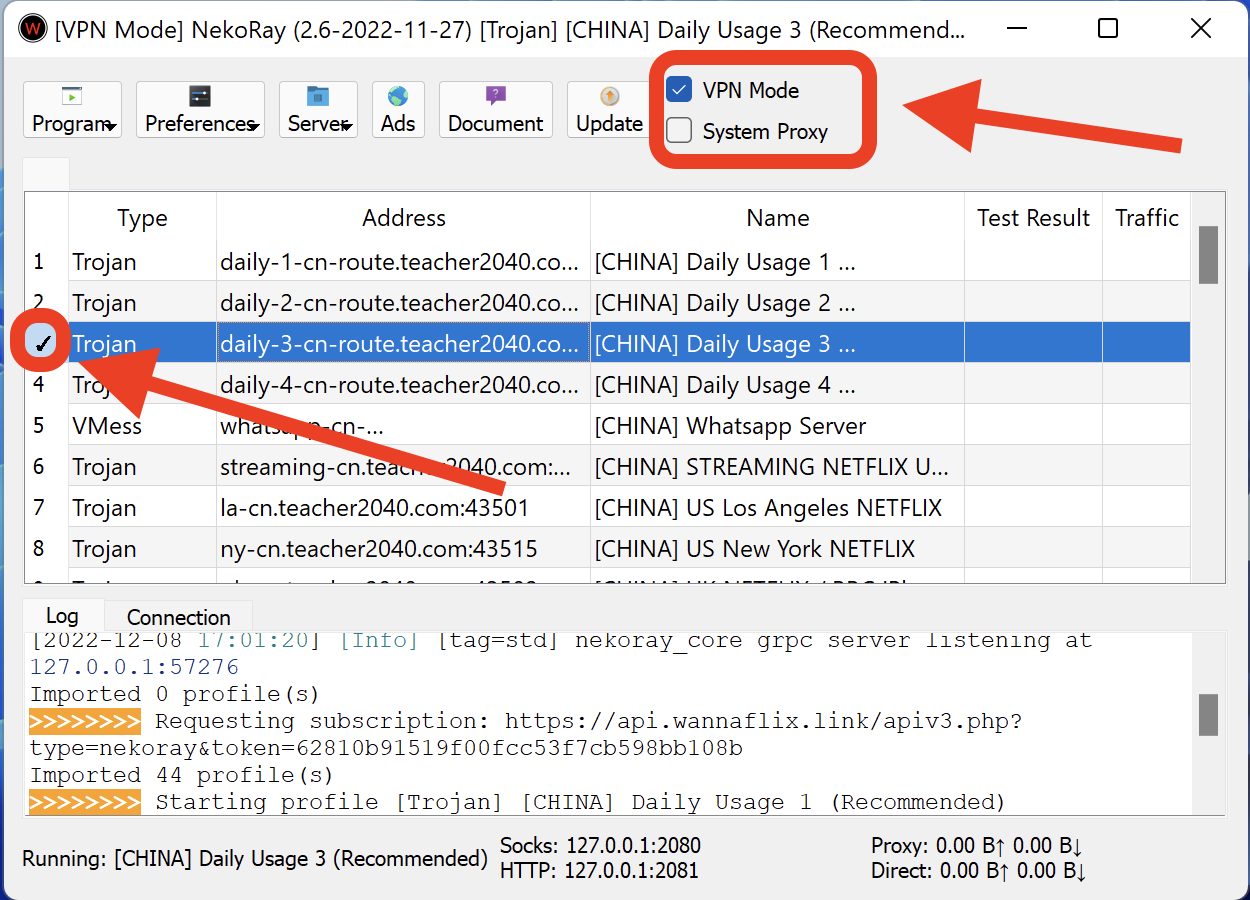 W [VPN Mode] NekoRay (2.6-2022-11-27) [Trojan] [CHINA] Daily Usage 3 (Recommend...
Program Preferences Server Ads Document Update
VPN Mode
System Proxy
Type Address Name Test Result Traffic
1 Trojan daily-1-cn-route.teacher2040.co... [CHINA] Daily Usage 1 ...
2 Trojan daily-2-cn-route.teacher2040.co... [CHINA] Daily Usage 2 ...
✓ Trojan daily-3-cn-route.teacher2040.co... [CHINA] Daily Usage 3 ...
4 Trojan daily-4-cn-route.teacher2040.co... [CHINA] Daily Usage 4 ...
5 VMess whatsapp-cn-... [CHINA] Whatsapp Server
6 Trojan streaming-cn.teacher2040.com:... [CHINA] STREAMING NETFLIX U...
7 Trojan la-cn.teacher2040.com:43501 [CHINA] US Los Angeles NETFLIX
8 Trojan ny-cn.teacher2040.com:43515 [CHINA] US New York NETFLIX
Log Connection
[2022-12-08 17:01:20] [Info] [tag=std] nekoray_core grpc server listening at
127.0.0.1:57276
Imported 0 profile(s)
>>>>>>>> Requesting subscription: https://api.wannaflix.link/apiv3.php?
type=nekoray&token=62810b91519f00fcc53f7cb598bb108b
Imported 44 profile(s)
>>>>>>>> Starting profile [Trojan] [CHINA] Daily Usage 1 (Recommended)
Running: [CHINA] Daily Usage 3 (Recommended)
Socks: 127.0.0.1:2080
HTTP: 127.0.0.1:2081
Proxy: 0.00 B↑ 0.00 B↓
Direct: 0.00 B↑ 0.00 B↓